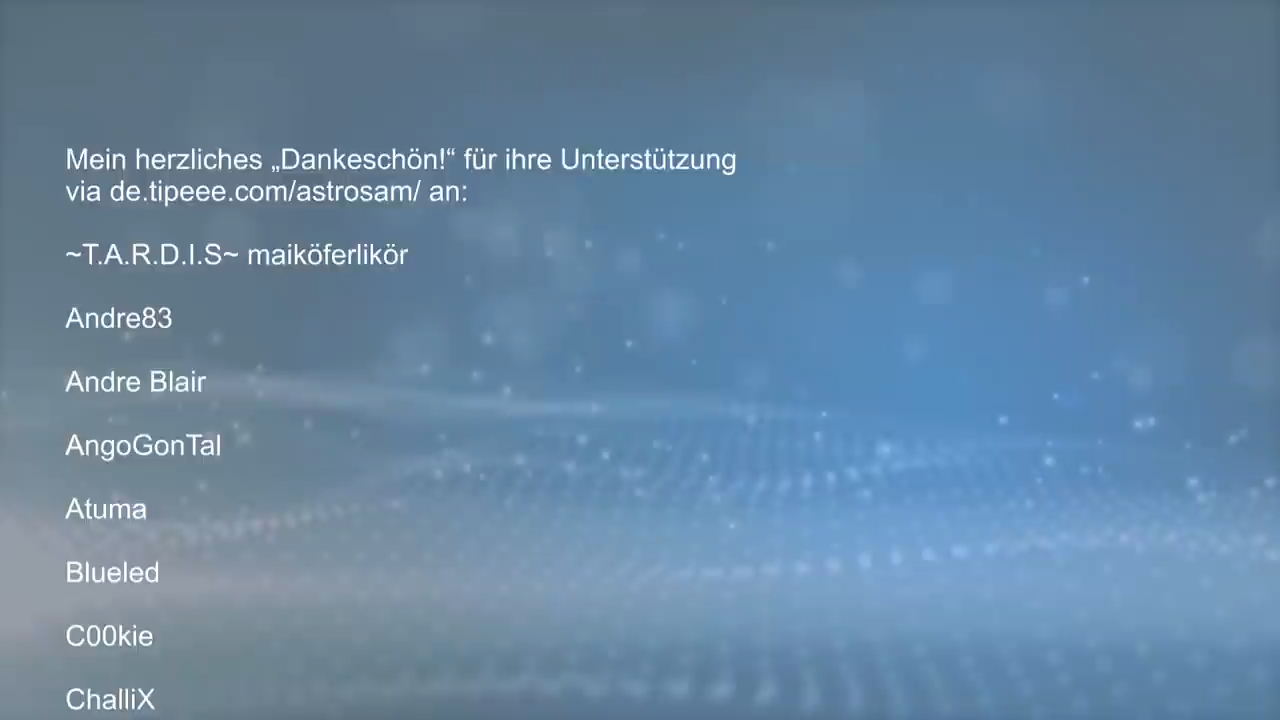 Mein herzliches „Dankeschön!“ für ihre Unterstützung
via de.tipeee.com/astrosam/ an:
~T.A.R.D.I.S~ maiköferlikör
Andre83
Andre Blair
AngoGonTal
Atuma
Blueled
C00kie
ChalliX